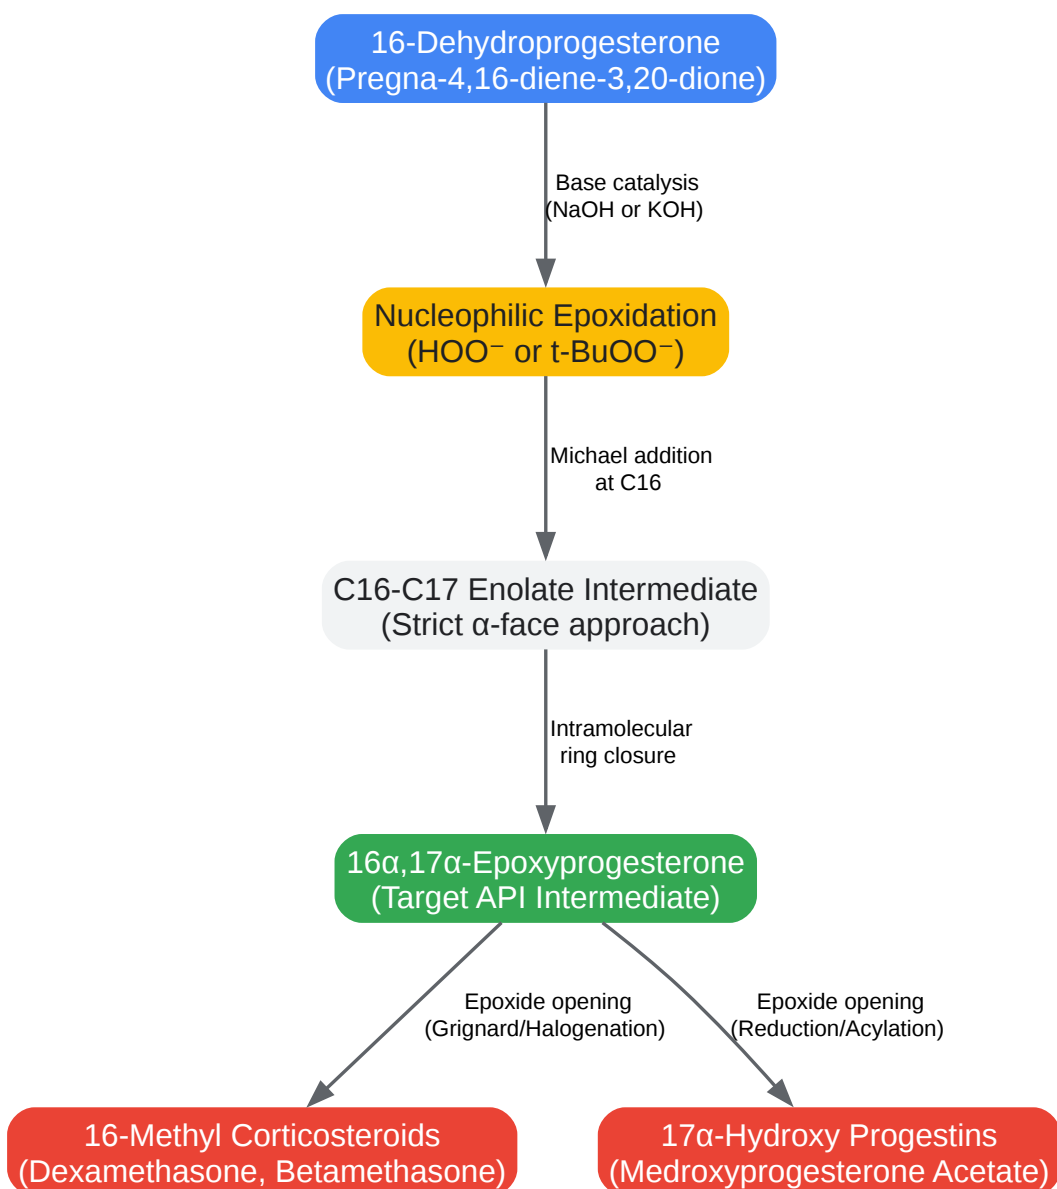 16-Dehydroprogesterone
(Pregna-4,16-diene-3,20-dione)
Base catalysis
(NaOH or KOH)
Nucleophilic Epoxidation
(HOO⁻ or t-BuOO⁻)
Michael addition
at C16
C16-C17 Enolate Intermediate
(Strict α-face approach)
Intramolecular
ring closure
16α,17α-Epoxyprogesterone
(Target API Intermediate)
Epoxide opening
(Grignard/Halogenation)
Epoxide opening
(Reduction/Acylation)
16-Methyl Corticosteroids
(Dexamethasone, Betamethasone)
17α-Hydroxy Progestins
(Medroxyprogesterone Acetate)